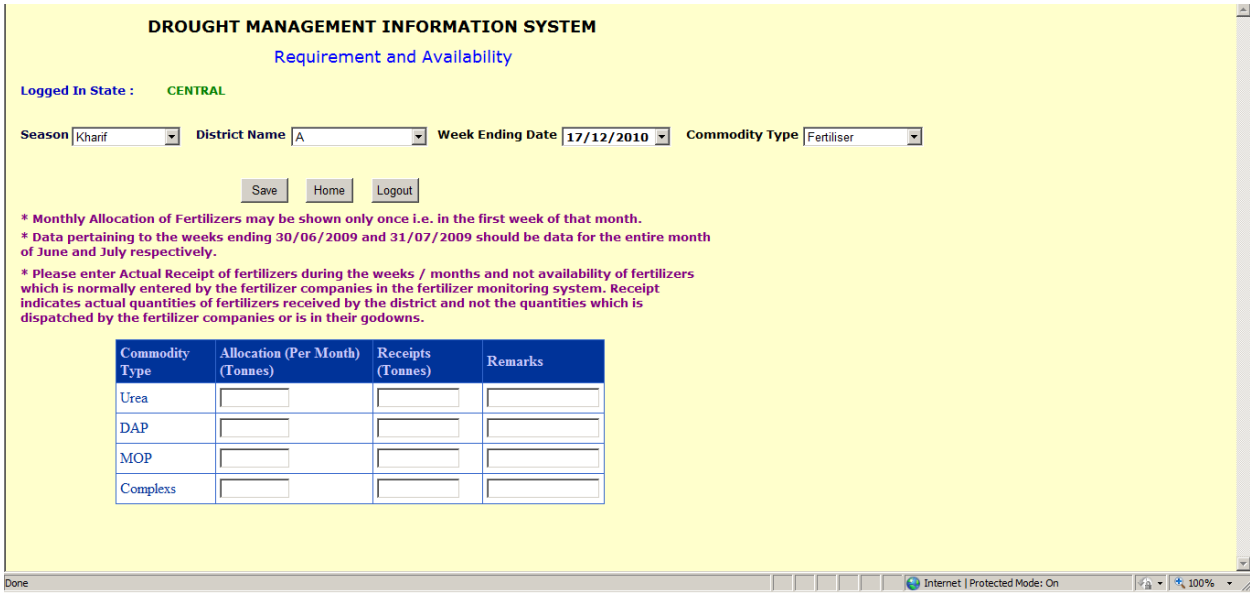 DROUGHT MANAGEMENT INFORMATION SYSTEM
Requirement and Availability
Logged In State : CENTRAL
Season Kharif District Name A Week Ending Date 17/12/2010 Commodity Type Fertiliser
Save Home Logout
* Monthly Allocation of Fertilizers may be shown only once i.e. in the first week of that month.
* Data pertaining to the weeks ending 30/06/2009 and 31/07/2009 should be data for the entire month
of June and July respectively.
* Please enter Actual Receipt of fertilizers during the weeks / months and not availability of fertilizers
which is normally entered by the fertilizer companies in the fertilizer monitoring system. Receipt
indicates actual quantities of fertilizers received by the district and not the quantities which is
dispatched by the fertilizer companies or is in their godowns.
Commodity Allocation (Per Month) Receipts Remarks
Type (Tonnes) (Tonnes)
Urea
DAP
MOP
Complexs
Done Internet | Protected Mode: On 100%